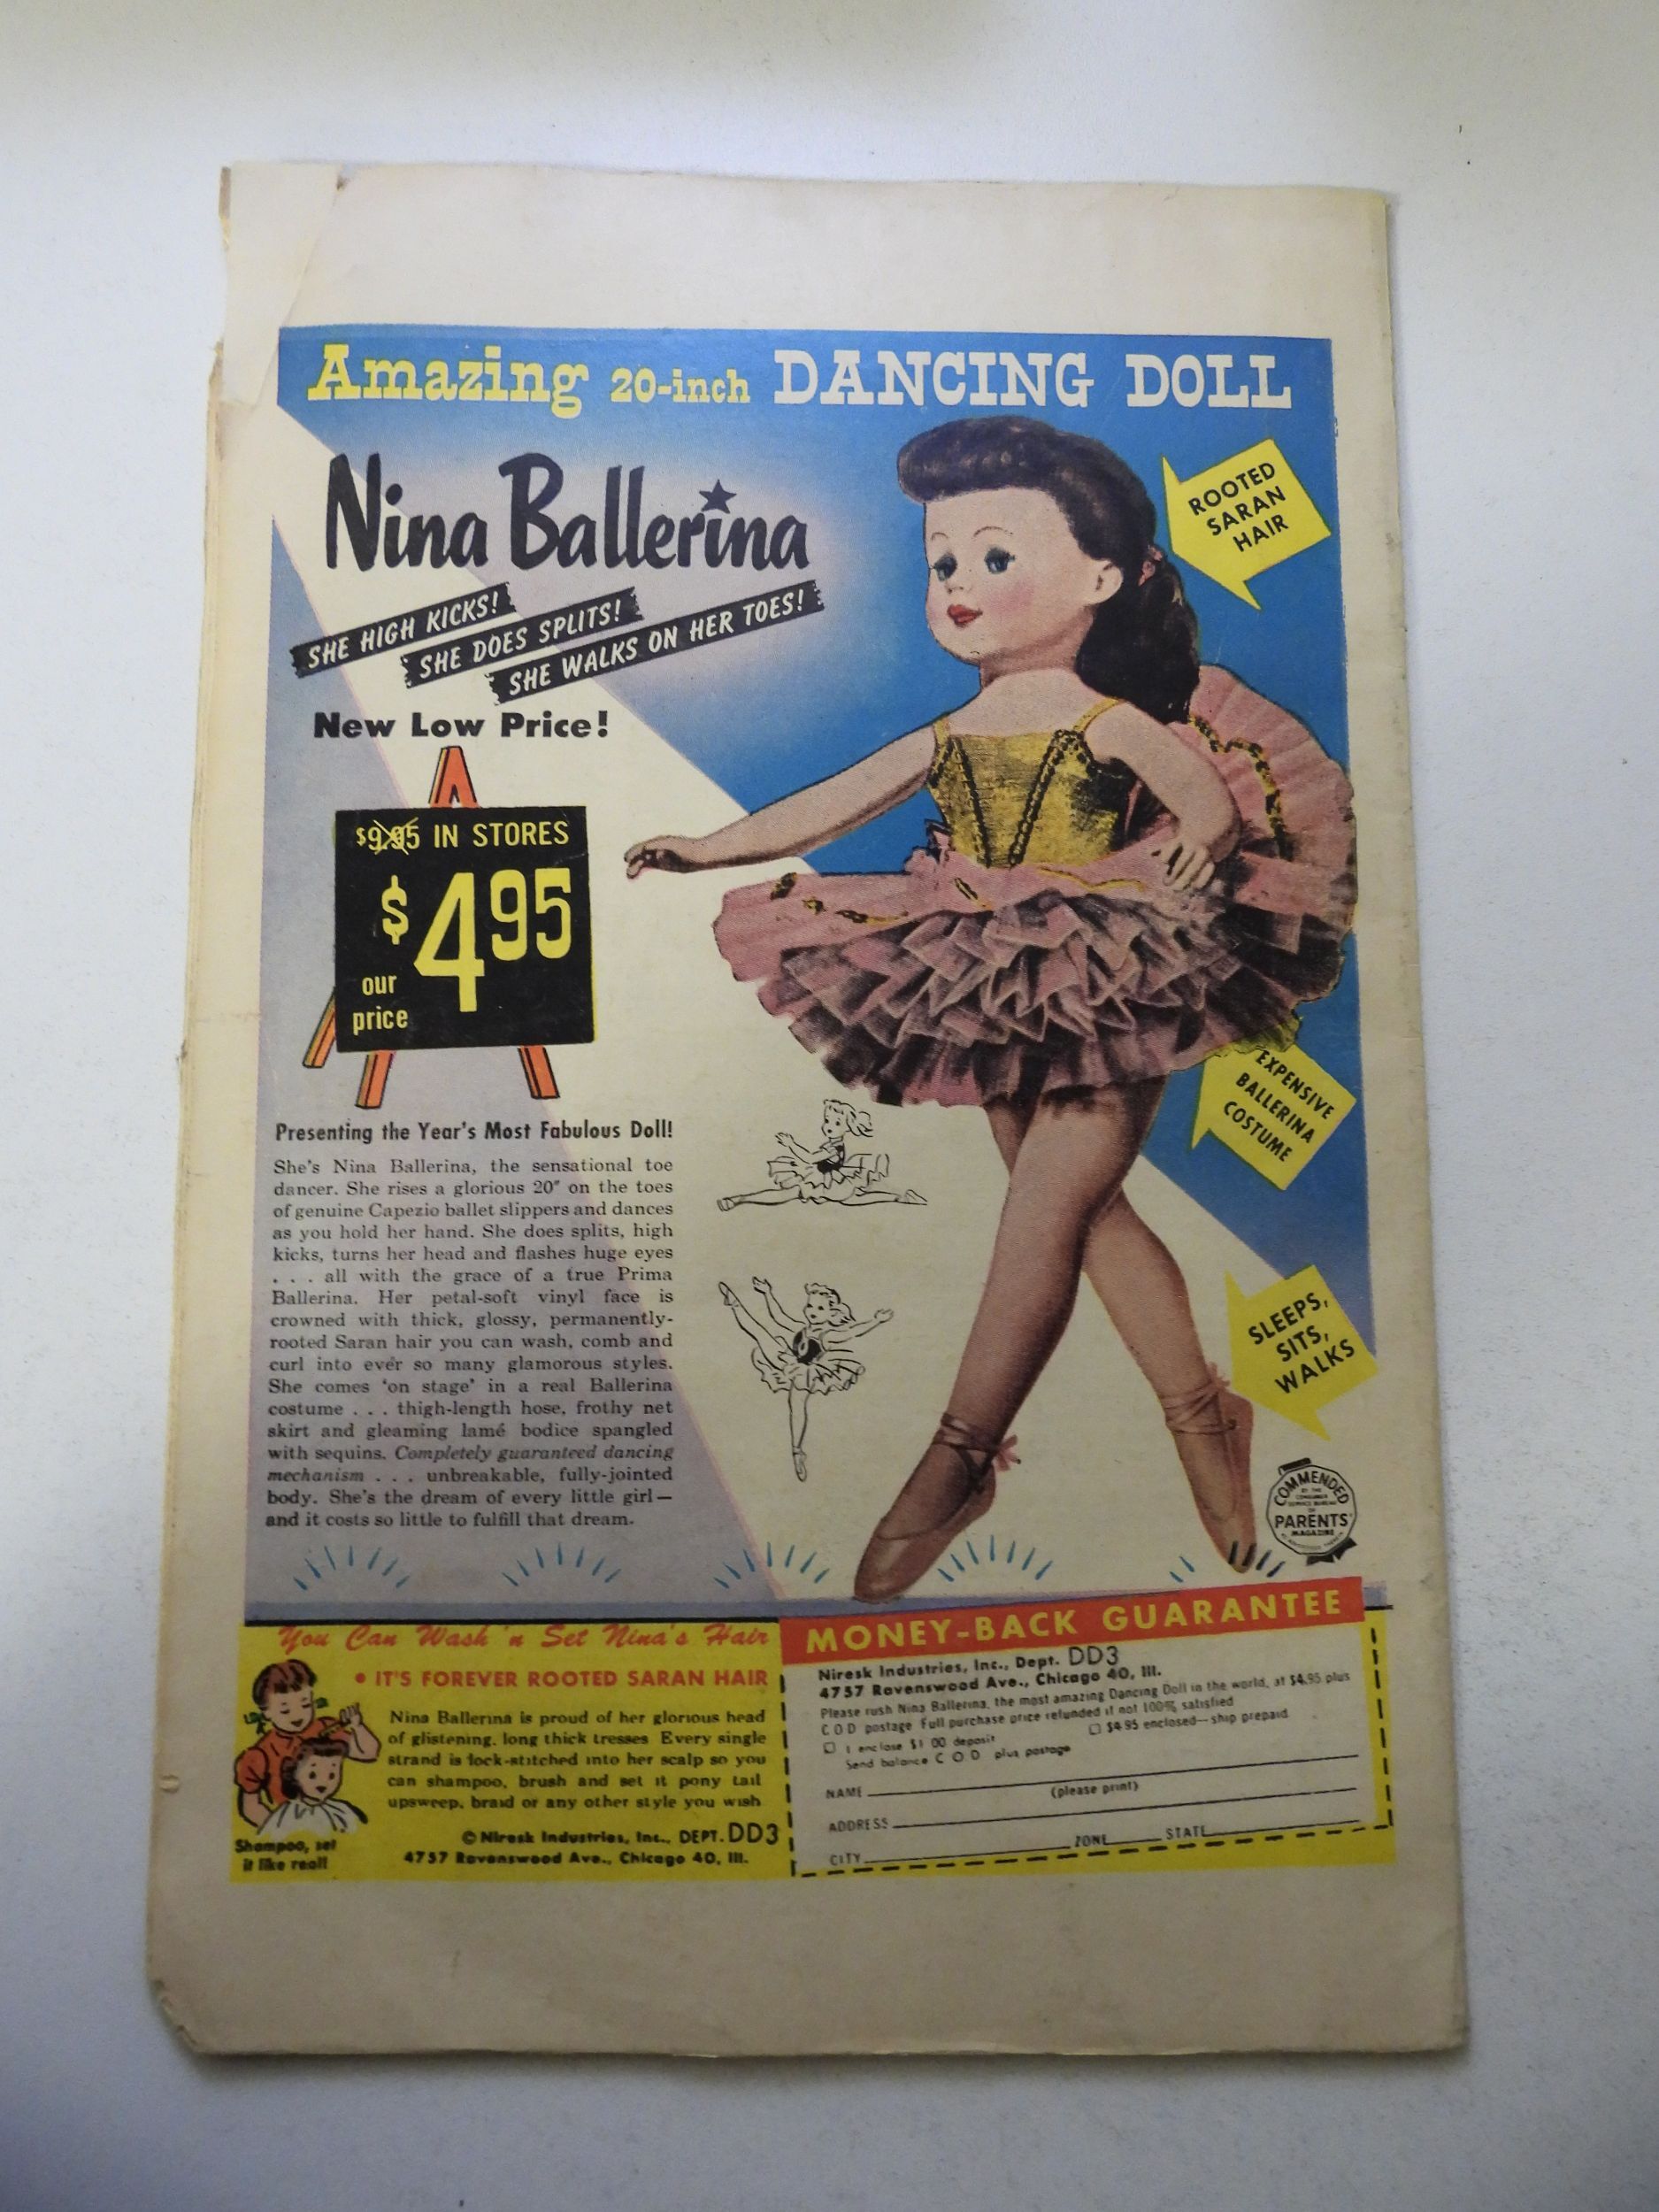 Amazing 20-inch DANCING DOLL
Nina Ballerina
SHE HIGH KICKS!
SHE DOES SPLITS!
SHE WALKS ON HER TOES!
New Low Price!
$9.95 IN STORES
$4.95
our
price
ROOTED
SARAN
HAIR
EXPENSIVE
BALLERINA
COSTUME
SLEEPS,
SITS,
WALKS
Presenting the Year's Most Fabulous Doll!
She's Nina Ballerina, the sensational toe
dancer. She rises a glorious 20" on the toes
of genuine Capezio ballet slippers and dances
as you hold her hand. She does splits, high
kicks, turns her head and flashes huge eyes
. . . all with the grace of a true Prima
Ballerina. Her petal-soft vinyl face is
crowned with thick, glossy, permanently-
rooted Saran hair you can wash, comb and
curl into ever so many glamorous styles.
She comes 'on stage' in a real Ballerina
costume . . . thigh-length hose, frothy net
skirt and gleaming lamé bodice spangled
with sequins. Completely guaranteed dancing
mechanism . . . unbreakable, fully-jointed
body. She's the dream of every little girl—
and it costs so little to fulfill that dream.
COMMENDED
BY THE
CONSUMER
SERVICE BUREAU
OF
PARENTS'
MAGAZINE
You Can Wash 'n Set Nina's Hair
• IT'S FOREVER ROOTED SARAN HAIR
Nina Ballerina is proud of her glorious head
of glistening, long thick tresses Every single
strand is lock-stitched into her scalp so you
can shampoo, brush and set it pony tail
upsweep, braid or any other style you wish
Shampoo, set
it like real!
© Niresk Industries, Inc., DEPT. DD3
4757 Ravenswood Ave., Chicago 40, Ill.
MONEY-BACK GUARANTEE
Niresk Industries, Inc., Dept. DD3
4757 Ravenswood Ave., Chicago 40, Ill.
Please rush Nina Ballerina, the most amazing Dancing Doll in the world, at $4.95 plus
C O D postage Full purchase price refunded if not 100% satisfied
☐ I enclose $1 00 deposit ☐ $4 95 enclosed—ship prepaid
Send balance C O D plus postage
NAME
(please print)
ADDRESS
CITY ZONE STATE